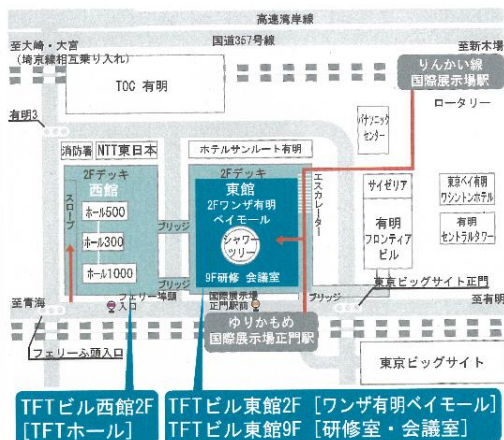 高速湾岸線
国道357号線
至大崎・大宮
(埼京線相互乗り入れ)
至新木場
りんかい線
国際展示場駅
TOC 有明
ロータリー
有明3
パナソニック
センター
消防署
NTT東日本
ホテルサンルート有明
2Fデッキ
西館
スロープ
ホール500
ホール300
ホール1000
ブリッジ
ブリッジ
2Fデッキ
東館
2Fワンザ有明
ベイモール
シャワー
ツリー
9F研修 会議室
エスカレーター
サイゼリア
有明
フロンティア
ビル
東京ベイ有明
ワシントンホテル
有明
セントラルタワー
至青海
フェリー埠頭
入口
国際展示場
正門駅前
ブリッジ
東京ビッグサイト正門
至有明
フェリーふ頭入口
ゆりかもめ
国際展示場正門駅
東京ビッグサイト
TFTビル西館2F
[TFTホール]
TFTビル東館2F [ワンザ有明ベイモール]
TFTビル東館9F [研修室・会議室]